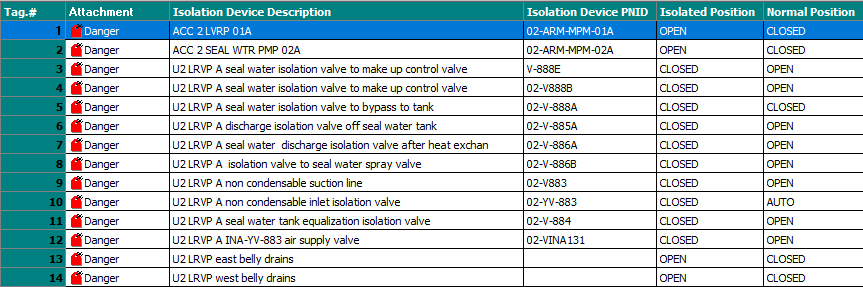 Tag.# Attachment Isolation Device Description Isolation Device PNID Isolated Position Normal Position
1 Danger ACC 2 LVRP 01A 02-ARM-MPM-01A OPEN CLOSED
2 Danger ACC 2 SEAL WTR PMP 02A 02-ARM-MPM-02A OPEN CLOSED
3 Danger U2 LRVP A seal water isolation valve to make up control valve V-888E CLOSED OPEN
4 Danger U2 LRVP A seal water isolation valve to make up control valve 02-V888B CLOSED OPEN
5 Danger U2 LRVP A seal water isolation valve to bypass to tank 02-V-888A CLOSED CLOSED
6 Danger U2 LRVP A discharge isolation valve off seal water tank 02-V-885A CLOSED OPEN
7 Danger U2 LRVP A seal water discharge isolation valve after heat exchan 02-V-886A CLOSED OPEN
8 Danger U2 LRVP A isolation valve to seal water spray valve 02-V-886B CLOSED OPEN
9 Danger U2 LRVP A non condensable suction line 02-V883 CLOSED OPEN
10 Danger U2 LRVP A non condensable inlet isolation valve 02-YV-883 CLOSED AUTO
11 Danger U2 LRVP A seal water tank equalization isolation valve 02-V-884 CLOSED OPEN
12 Danger U2 LRVP A INA-YV-883 air supply valve 02-VINA131 CLOSED OPEN
13 Danger U2 LRVP east belly drains OPEN CLOSED
14 Danger U2 LRVP west belly drains OPEN CLOSED